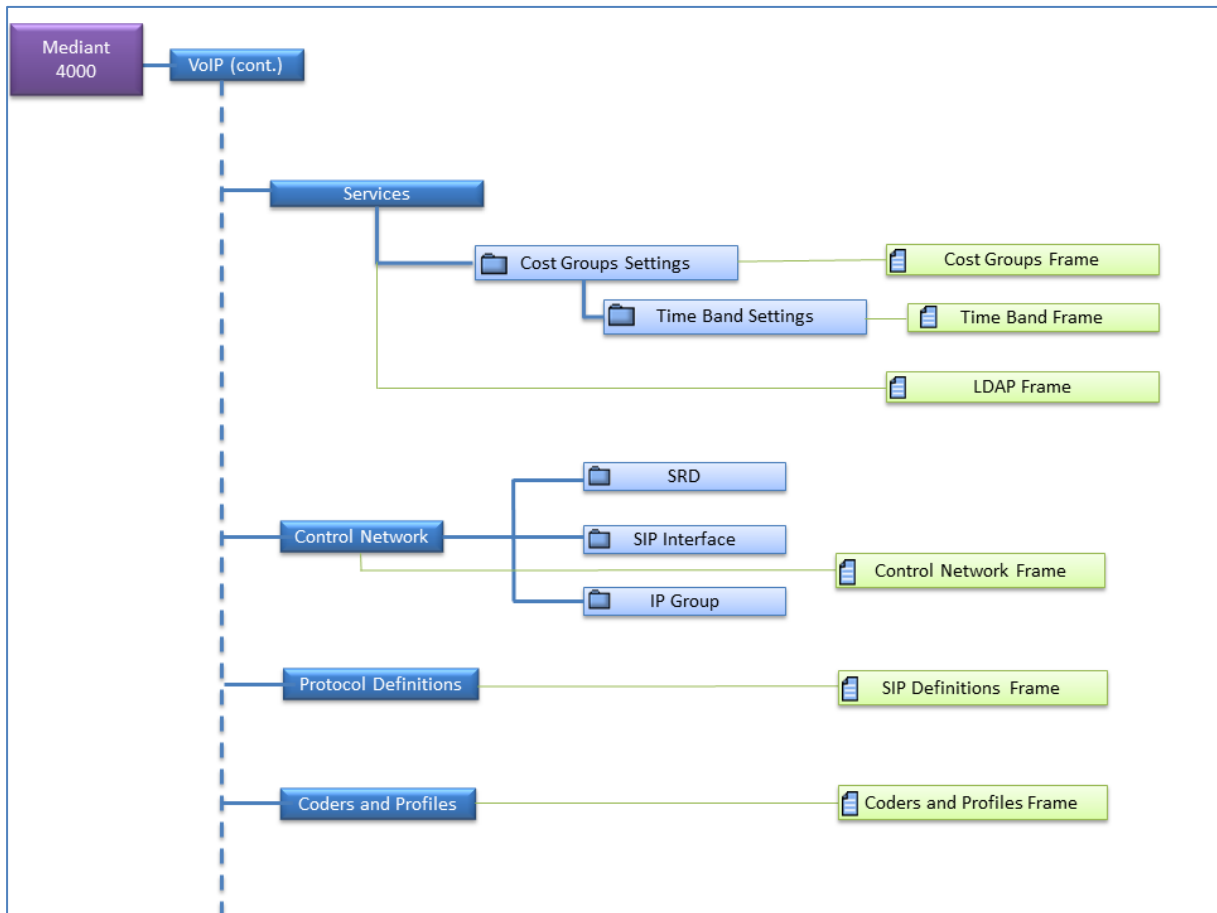 Mediant
4000
VoIP (cont.)
Services
Cost Groups Settings
Cost Groups Frame
Time Band Settings
Time Band Frame
LDAP Frame
SRD
Control Network
SIP Interface
Control Network Frame
IP Group
Protocol Definitions
SIP Definitions Frame
Coders and Profiles
Coders and Profiles Frame